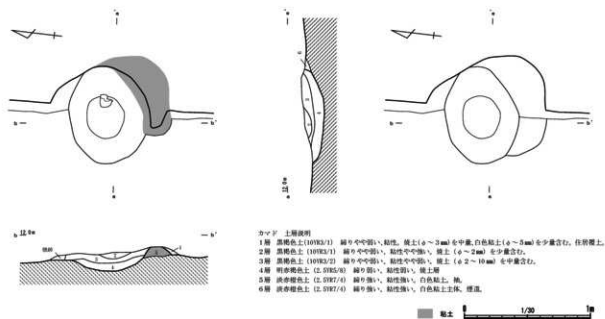 カマド 土層説明
1層 黒褐色土(10YR3/1) 締りやや弱い、粘性、焼土(φ～3㎜)を中量、白色粘土(φ～5㎜)を少量含む。住居覆土。
2層 黒褐色土(10YR3/1) 締りやや弱い、粘性やや強い、焼土(φ～2㎜)を少量含む。
3層 黒褐色土(10YR3/2) 締りやや弱い、粘性やや弱い、焼土(φ2～10㎜)を中量含む。
4層 明赤褐色土(2.5YR5/8) 締り弱い、粘性弱い、焼土層
5層 淡赤橙色土(2.5YR7/4) 締り強い、粘性強い、白色粘土、袖。
6層 淡赤橙色土(2.5YR7/4) 締り強い、粘性強い、白色粘土主体、煙道。
粘土
1/30
1m